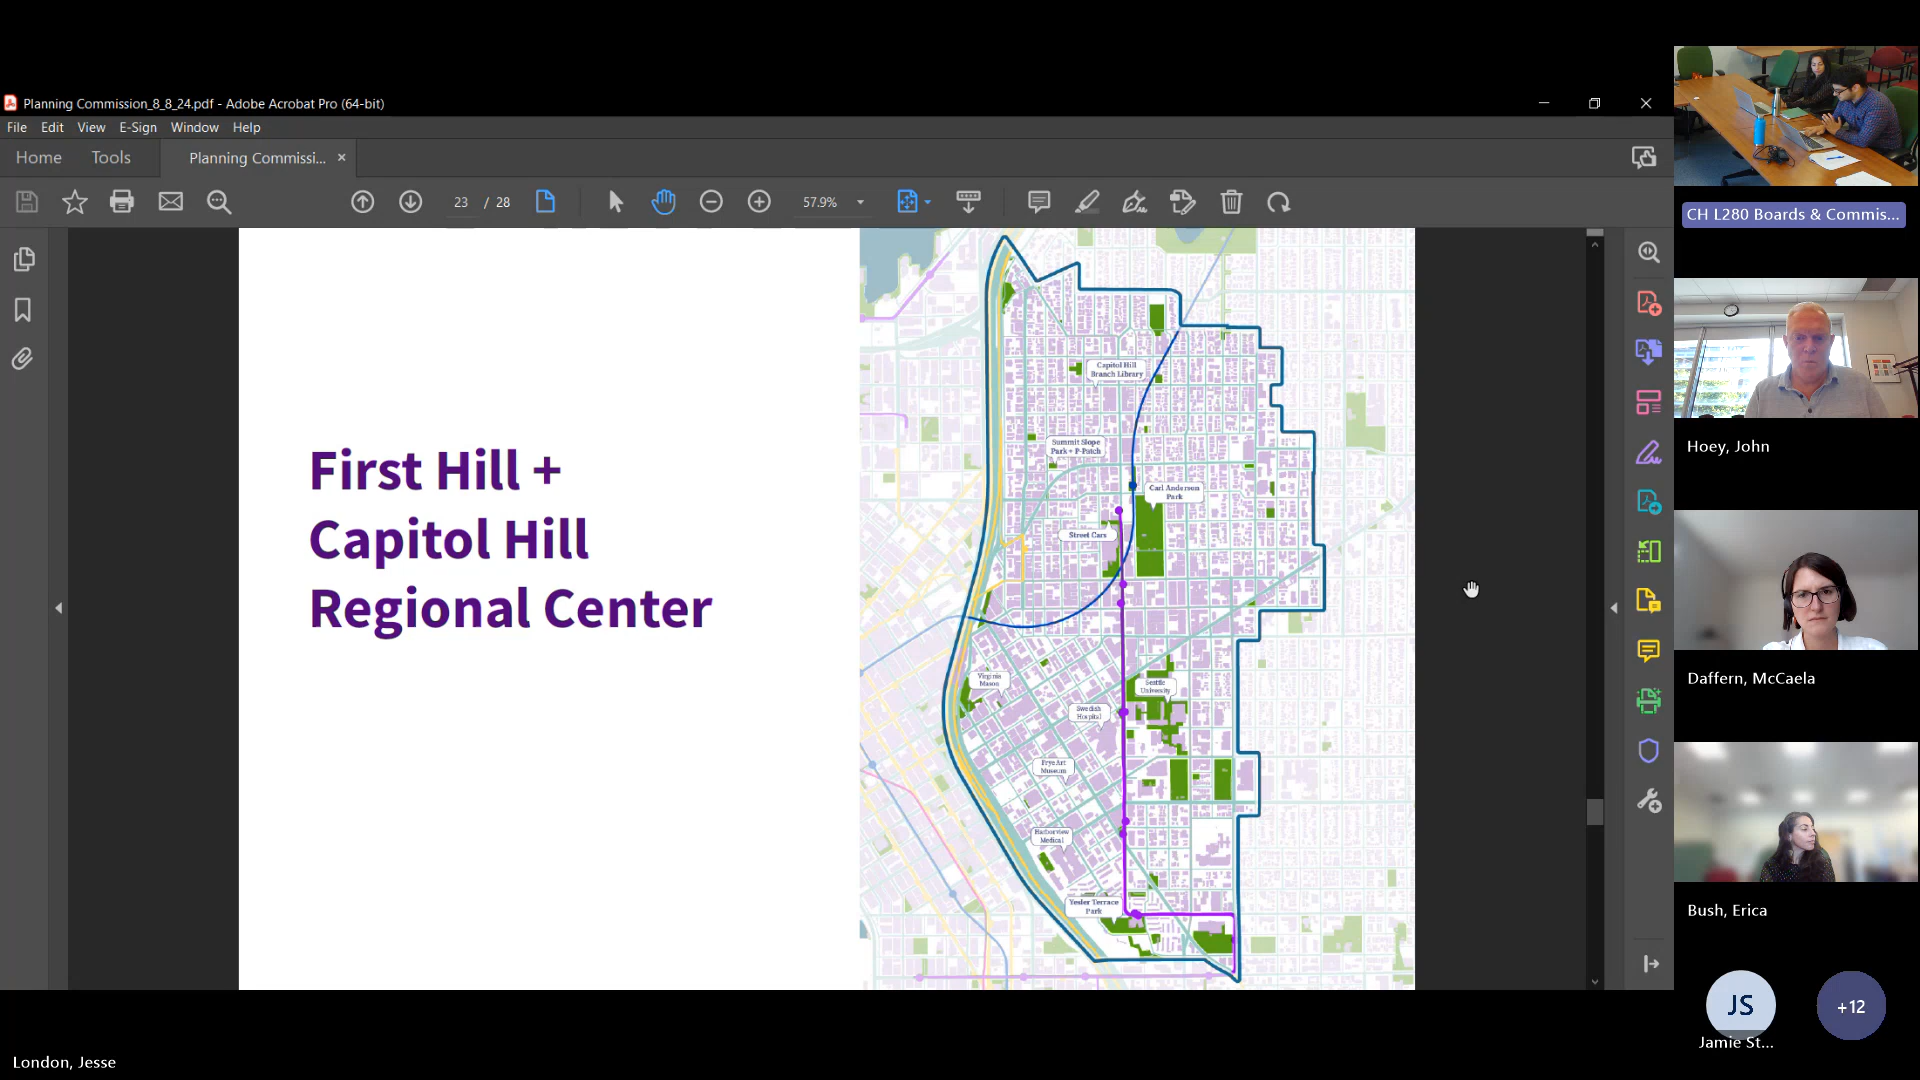 Planning Commission_8_8_24.pdf - Adobe Acrobat Pro (64-bit)
File Edit View E-Sign Window Help
Home Tools Planning Commissi... ×
23 / 28 57.9%
First Hill +
Capitol Hill
Regional Center
Capitol Hill
Branch Library
Summit Slope
Park + P-Patch
Carl Anderson
Park
Street Cars
Virginia
Mason
Seattle
University
Swedish
Hospital
Frye Art
Museum
Harborview
Medical
Yesler Terrace
Park
CH L280 Boards & Commis...
Hoey, John
Daffern, McCaela
Bush, Erica
JS
+12
Jamie St...
London, Jesse